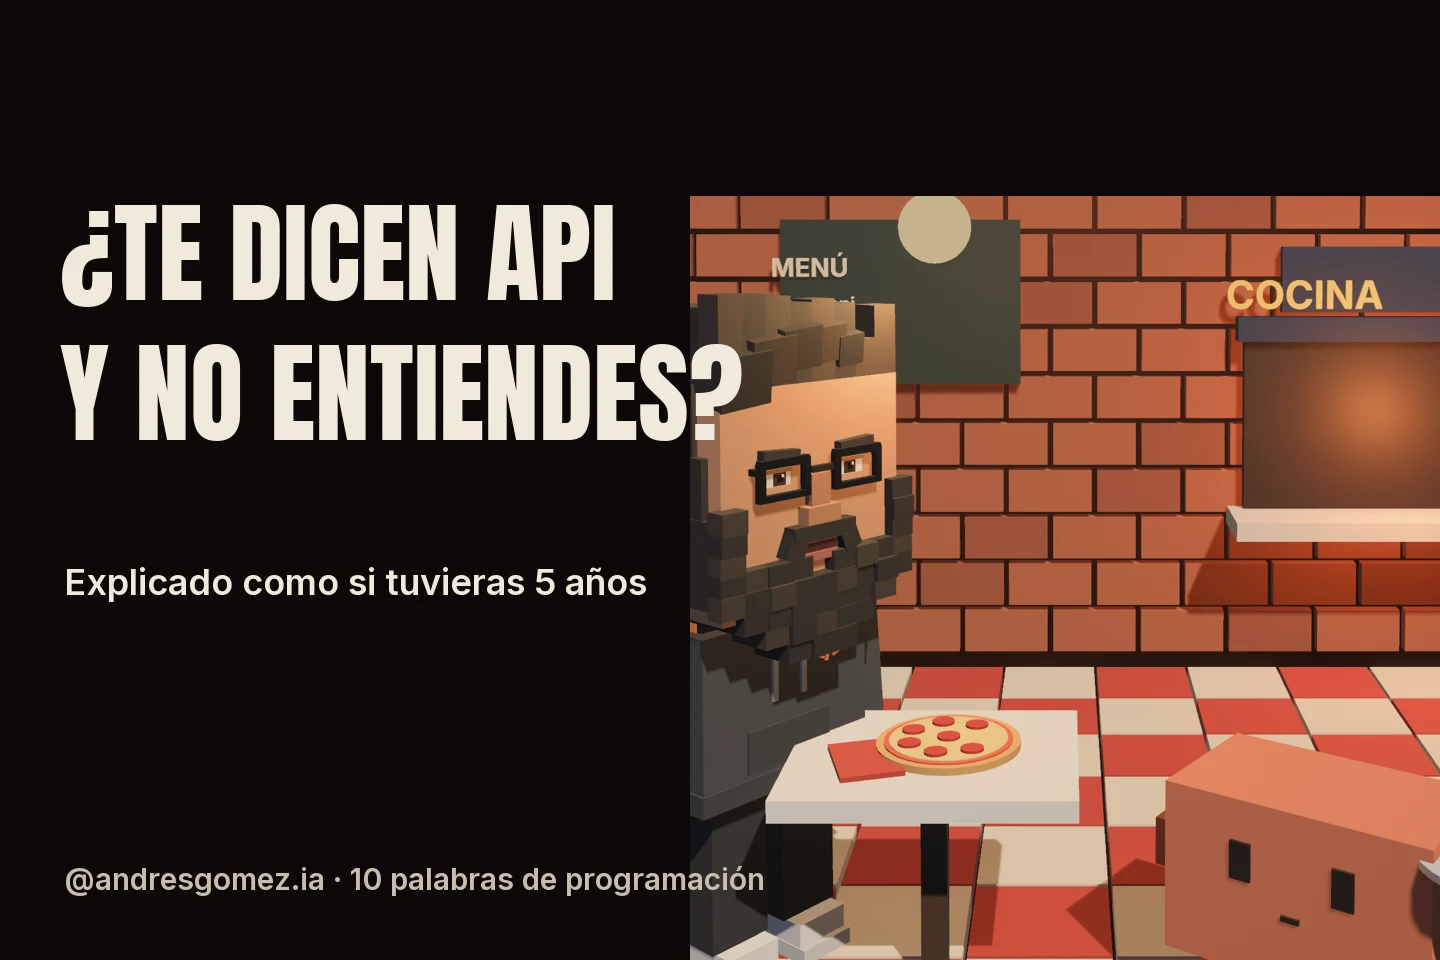 ¿TE DICEN API
Y NO ENTIENDES?
Explicado como si tuvieras 5 años
@andresgomez.ia · 10 palabras de programación
MENÚ
COCINA